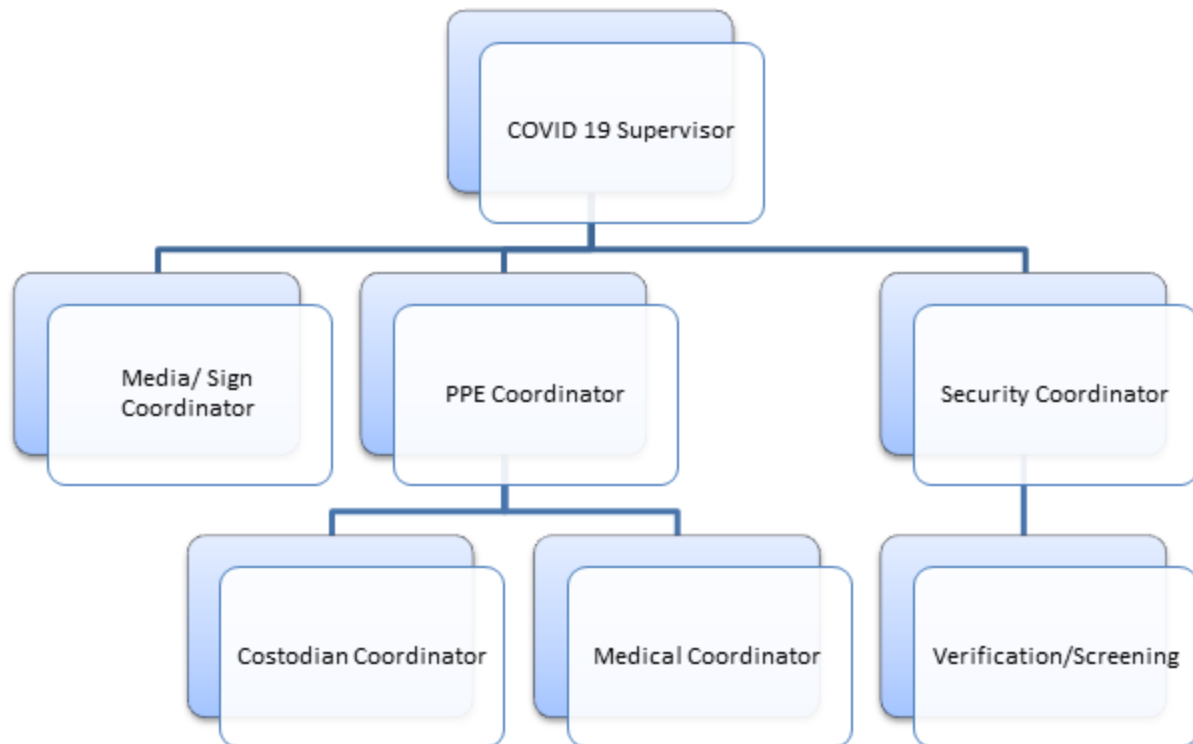 COVID 19 Supervisor
Media/ Sign
Coordinator
PPE Coordinator
Security Coordinator
Costodian Coordinator
Medical Coordinator
Verification/Screening